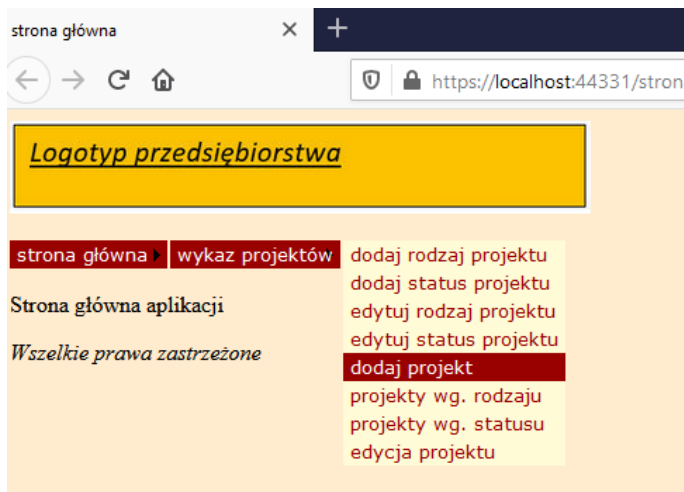 strona główna
https://localhost:44331/stron
Logotyp przedsiębiorstwa
strona główna wykaz projektów dodaj rodzaj projektu
dodaj status projektu
edytuj rodzaj projektu
edytuj status projektu
dodaj projekt
projekty wg. rodzaju
projekty wg. statusu
edycja projektu
Strona główna aplikacji
Wszelkie prawa zastrzeżone